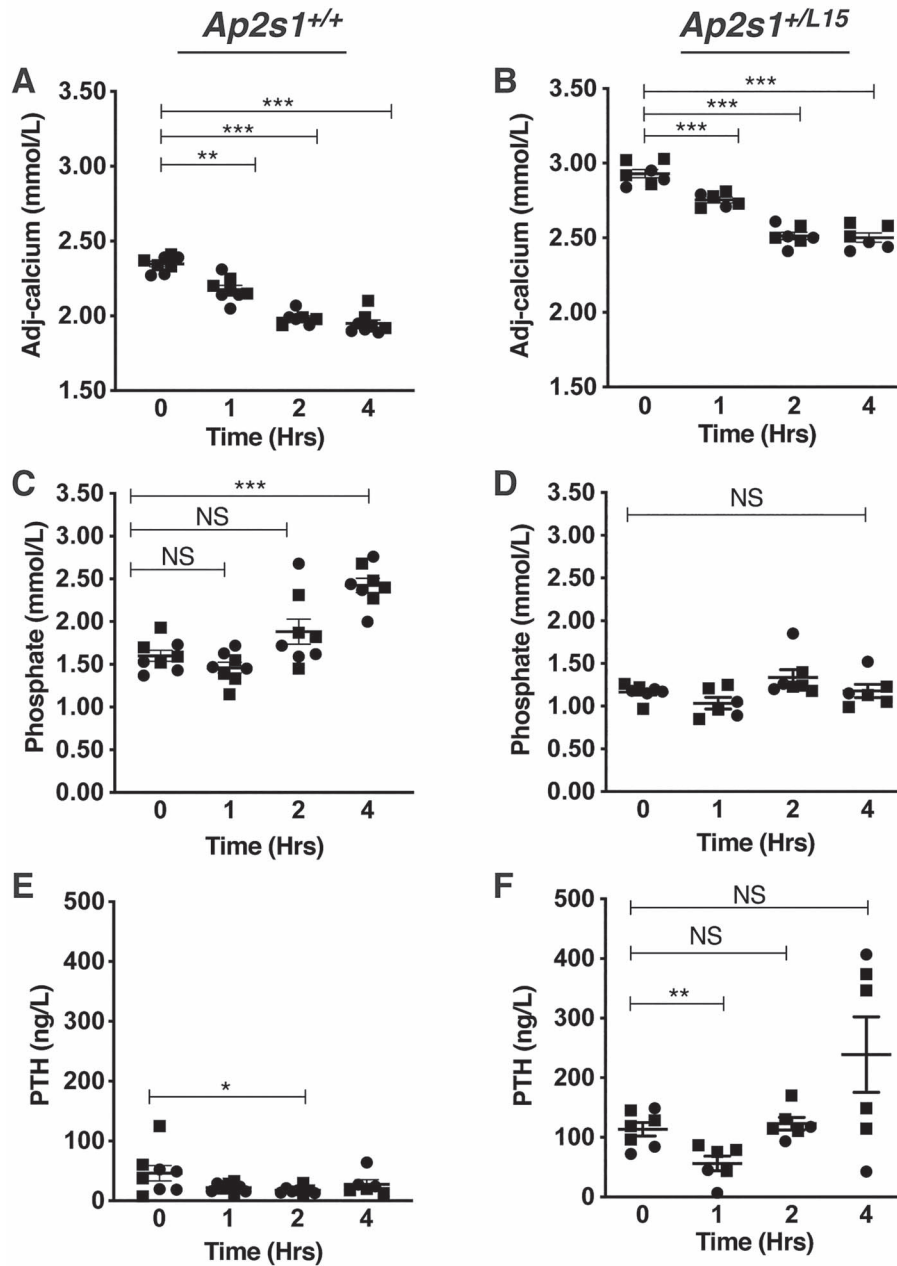 Ap2s1+/+
Ap2s1+/L15
A
Adj-calcium (mmol/L)
3.50
3.00
2.50
2.00
1.50
***
***
**
0 1 2 4
Time (Hrs)
B
Adj-calcium (mmol/L)
3.50
3.00
2.50
2.00
1.50
***
***
***
0 1 2 4
Time (Hrs)
C
Phosphate (mmol/L)
3.50
3.00
2.50
2.00
1.50
1.00
0.50
0.00
***
NS
NS
0 1 2 4
Time (Hrs)
D
Phosphate (mmol/L)
3.50
3.00
2.50
2.00
1.50
1.00
0.50
0.00
NS
0 1 2 4
Time (Hrs)
E
PTH (ng/L)
500
400
300
200
100
0
*
0 1 2 4
Time (Hrs)
F
PTH (ng/L)
500
400
300
200
100
0
NS
NS
**
0 1 2 4
Time (Hrs)